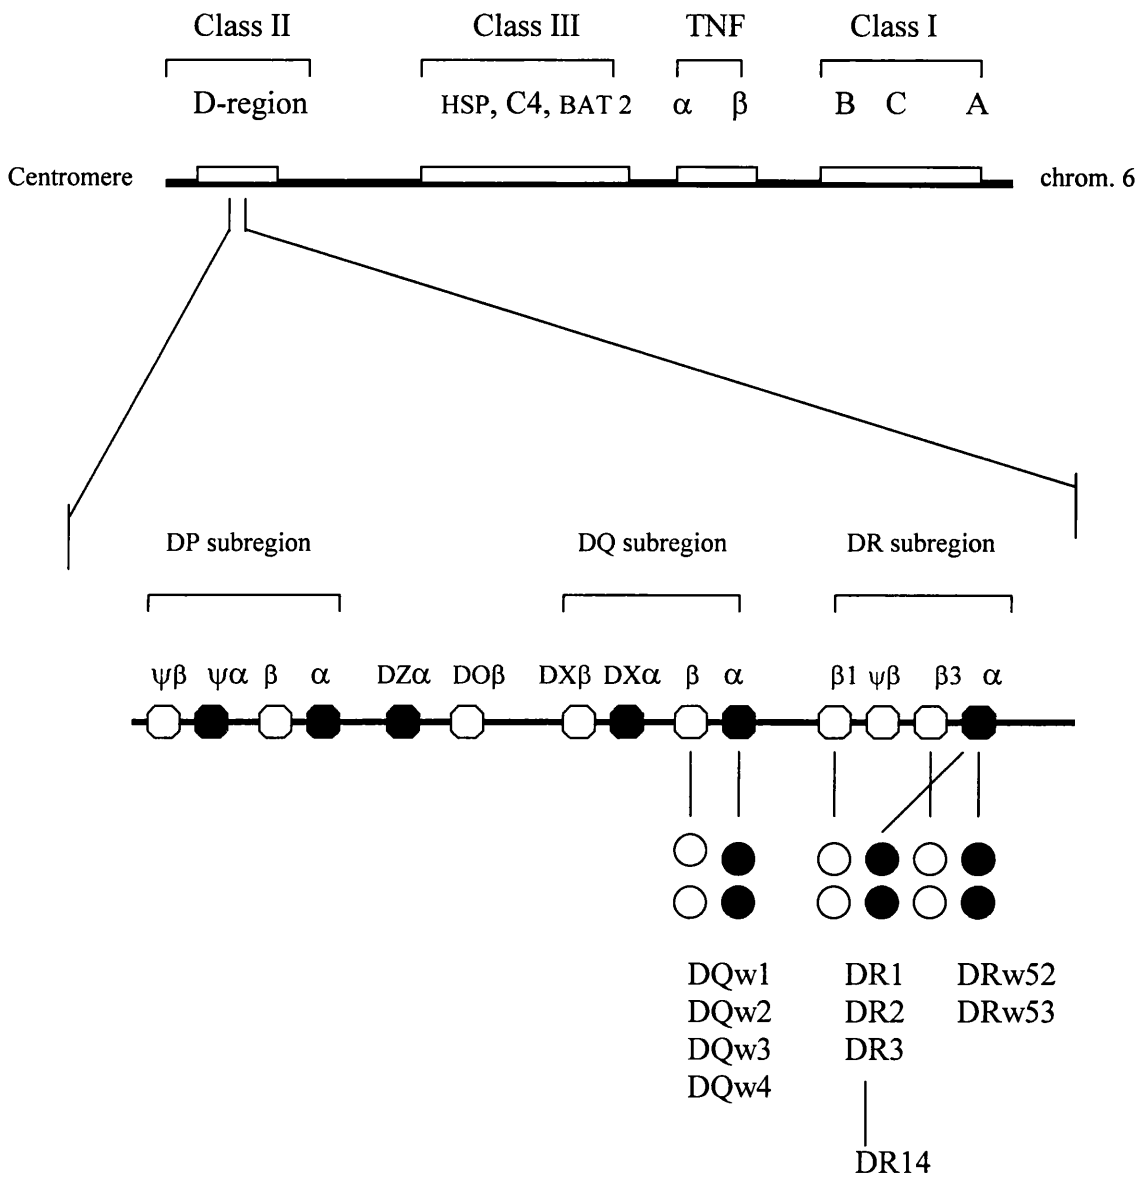 Class II Class III TNF Class I
D-region HSP, C4, BAT 2 α β B C A
Centromere chrom. 6
DP subregion DQ subregion DR subregion
ψβ ψα β α DZα DOβ DXβ DXα β α β1 ψβ β3 α
DQw1 DR1 DRw52
DQw2 DR2 DRw53
DQw3 DR3
DQw4
DR14